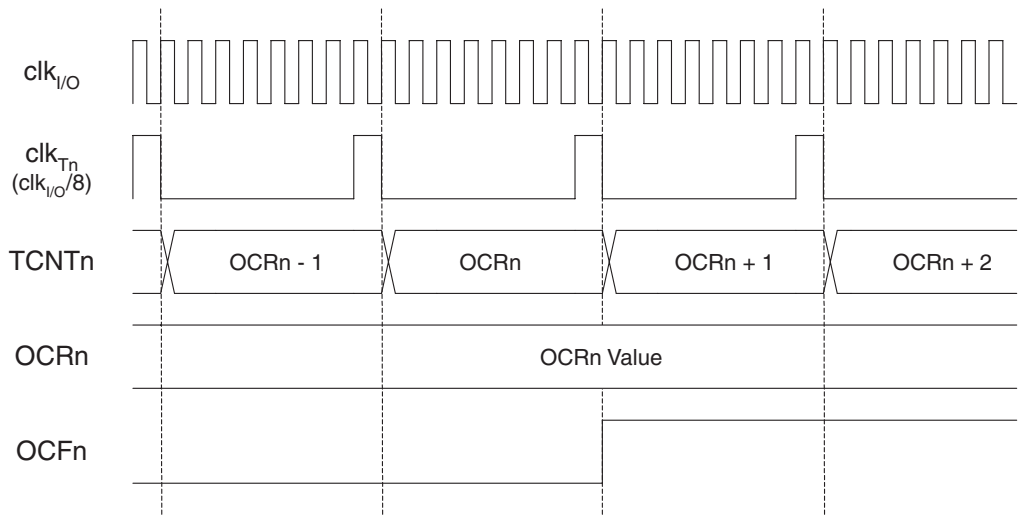 clkI/O
clkTn
(clkI/O/8)
TCNTn
OCRn - 1
OCRn
OCRn + 1
OCRn + 2
OCRn
OCRn Value
OCFn